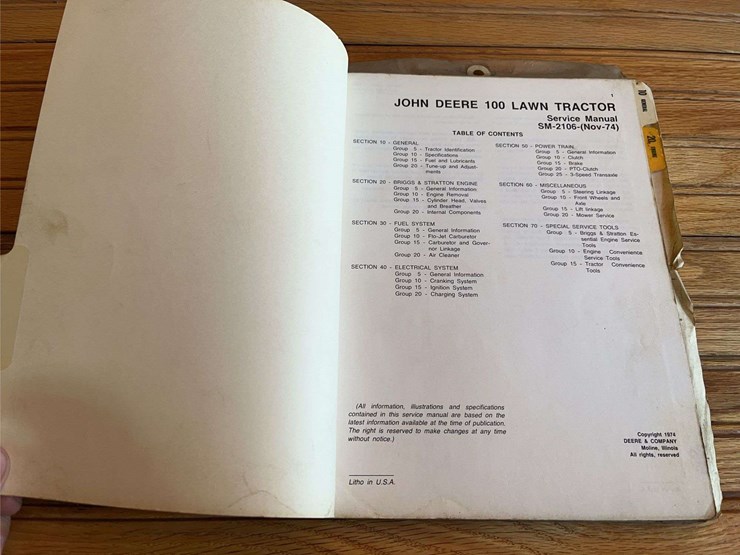 JOHN DEERE 100 LAWN TRACTOR
Service Manual
SM-2106-(Nov-74)
TABLE OF CONTENTS
SECTION 10 - GENERAL
Group 5 - Tractor Identification
Group 10 - Specifications
Group 15 - Fuel and Lubricants
Group 20 - Tune-up and Adjust-
ments
SECTION 20 - BRIGGS & STRATTON ENGINE
Group 5 - General Information
Group 10 - Engine Removal
Group 15 - Cylinder Head, Valves
and Breather
Group 20 - Internal Components
SECTION 30 - FUEL SYSTEM
Group 5 - General Information
Group 10 - Flo-Jet Carburetor
Group 15 - Carburetor and Gover-
nor Linkage
Group 20 - Air Cleaner
SECTION 40 - ELECTRICAL SYSTEM
Group 5 - General Information
Group 10 - Cranking System
Group 15 - Ignition System
Group 20 - Charging System
SECTION 50 - POWER TRAIN
Group 5 - General Information
Group 10 - Clutch
Group 15 - Brake
Group 20 - PTO-Clutch
Group 25 - 3-Speed Transaxle
SECTION 60 - MISCELLANEOUS
Group 5 - Steering Linkage
Group 10 - Front Wheels and
Axle
Group 15 - Lift linkage
Group 20 - Mower Service
SECTION 70 - SPECIAL SERVICE TOOLS
Group 5 - Briggs & Stratton Es-
sential Engine Service
Tools
Group 10 - Engine Convenience
Service Tools
Group 15 - Tractor Convenience
Tools
(All information, illustrations and specifications
contained in this service manual are based on the
latest information available at the time of publication.
The right is reserved to make changes at any time
without notice.)
Litho in U.S.A.
Copyright 1974
DEERE & COMPANY
Moline, Illinois
All rights, reserved
10
20